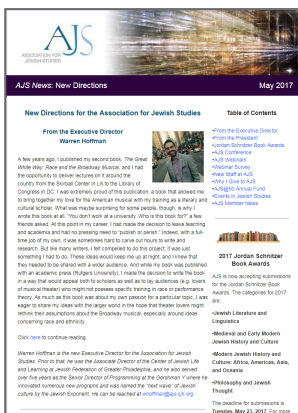 AJS
ASSOCIATION FOR
JEWISH STUDIES
AJS News: New Directions
May 2017
New Directions for the Association for Jewish Studies
From the Executive Director
Warren Hoffman
A few years ago, I published my second book, The Great
White Way: Race and the Broadway Musical, and I had
the opportunity to deliver lectures on it around the
country from the Skirball Center in LA to the Library of
Congress in DC. I was extremely proud of this publication, a book that allowed me
to bring together my love for the American musical with my training as a literary and
cultural scholar. What may be surprising for some people, though, is why I
wrote this book at all. "You don't work at a university. Who is this book for?" a few
friends asked. At this point in my career, I had made the decision to leave teaching
and academia and had no pressing need to "publish or perish." Indeed, with a full-
time job of my own, it was sometimes hard to carve out hours to write and
research. But like many writers, I felt compelled to do this project; it was just
something I had to do. These ideas would keep me up at night, and I knew that
they needed to be shared with a wider audience. And while my book was published
with an academic press (Rutgers University), I made the decision to write the book
in a way that would appeal both to scholars as well as to lay audiences (e.g. lovers
of musical theater) who might not possess specific training in race or performance
theory. As much as this book was about my own passion for a particular topic, I was
eager to share my ideas with the larger world in the hope that theater lovers might
rethink their assumptions about the Broadway musical, especially around ideas
concerning race and ethnicity.
Click here to continue reading.
Warren Hoffman is the new Executive Director for the Association for Jewish
Studies. Prior to that, he was the Associate Director of the Center of Jewish Life
and Learning at Jewish Federation of Greater Philadelphia, and he also served
over five years as the Senior Director of Programming at the Gershman Y where he
innovated numerous new programs and was named the "next wave" of Jewish
culture by the Jewish Exponent. He can be reached at whoffman@ajs.cjh.org.
Table of Contents
•From the Executive Director
•From the President
•Jordan Schnitzer Book Awards
•AJS Conference
•AJS Webinars
•Webinar Survey
•New Staff at AJS
•Why I Give to AJS
•AJS@50 Annual Fund
•Events in Jewish Studies
•AJS Member News
2017 Jordan Schnitzer
Book Awards
AJS is now accepting submissions
for the Jordan Schnitzer Book
Awards. The categories for 2017
are:
•Jewish Literature and
Linguistics
•Medieval and Early Modern
Jewish History and Culture
•Modern Jewish History and
Culture: Africa, Americas, Asia,
and Oceania
•Philosophy and Jewish
Thought
The deadline for submissions is
Tuesday, May 23, 2017. For more